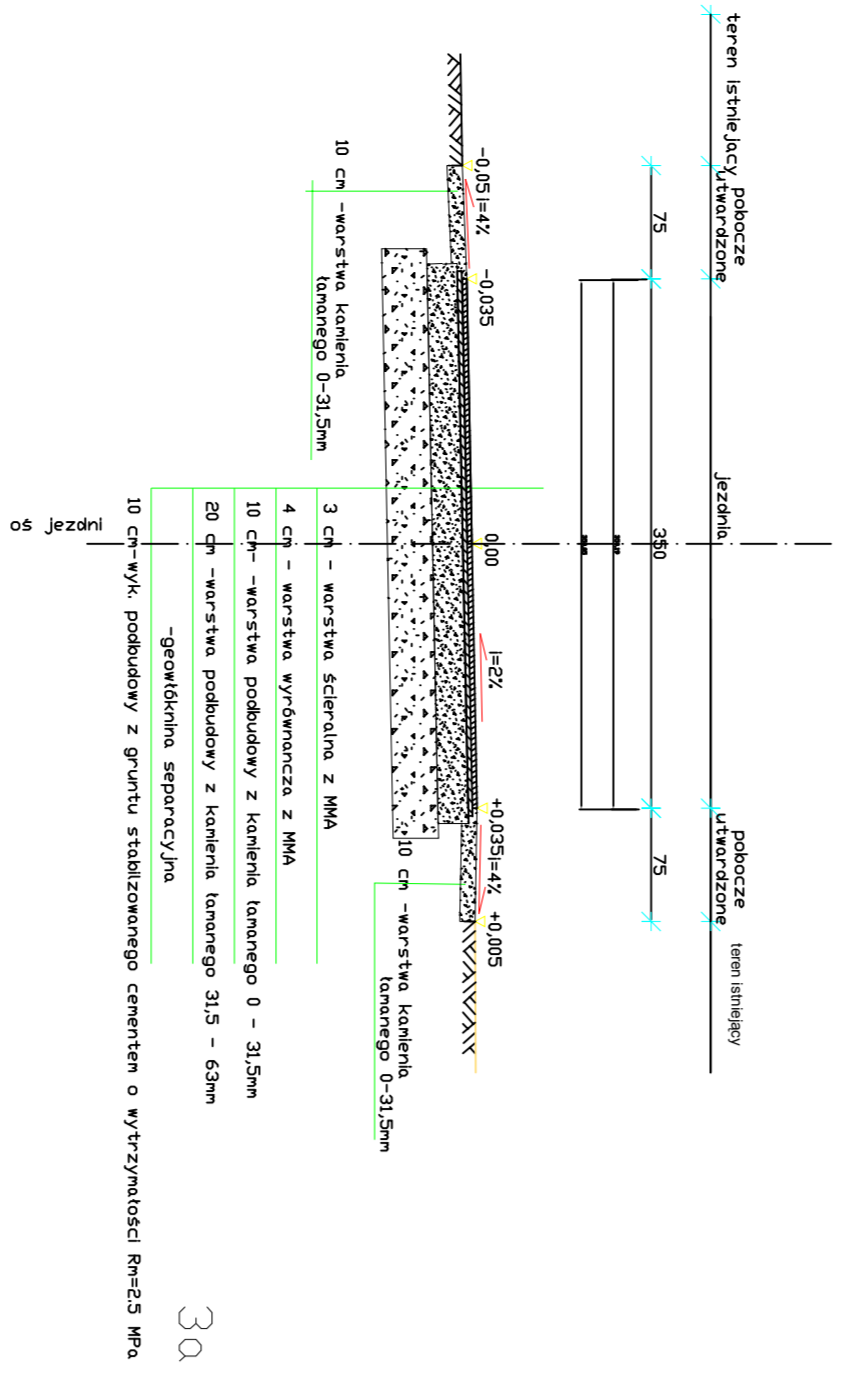 teren istniejacy
pobocze
utwardzone
jezdnia
pobocze
utwardzone
teren istniejący
75
350
75
-0,05
i=4%
-0,035
0,00
i=2%
+0,035
i=4%
+0,005
10 cm -warstwa kamienia
łamanego 0-31,5mm
10 cm -warstwa kamienia
łamanego 0-31,5mm
3 cm - warstwa ścieralna z MMA
4 cm - warstwa wyrównancza z MMA
10 cm- -warstwa podbudowy z kamienia łamanego 0 - 31,5mm
20 cm -warstwa podbudowy z kamienia łamanego 31,5 - 63mm
-geowłóknina separacyjna
10 cm-wyk. podbudowy z gruntu stabilzowanego cementem o wytrzymałości Rm=2.5 MPa
oś jezdni
3a